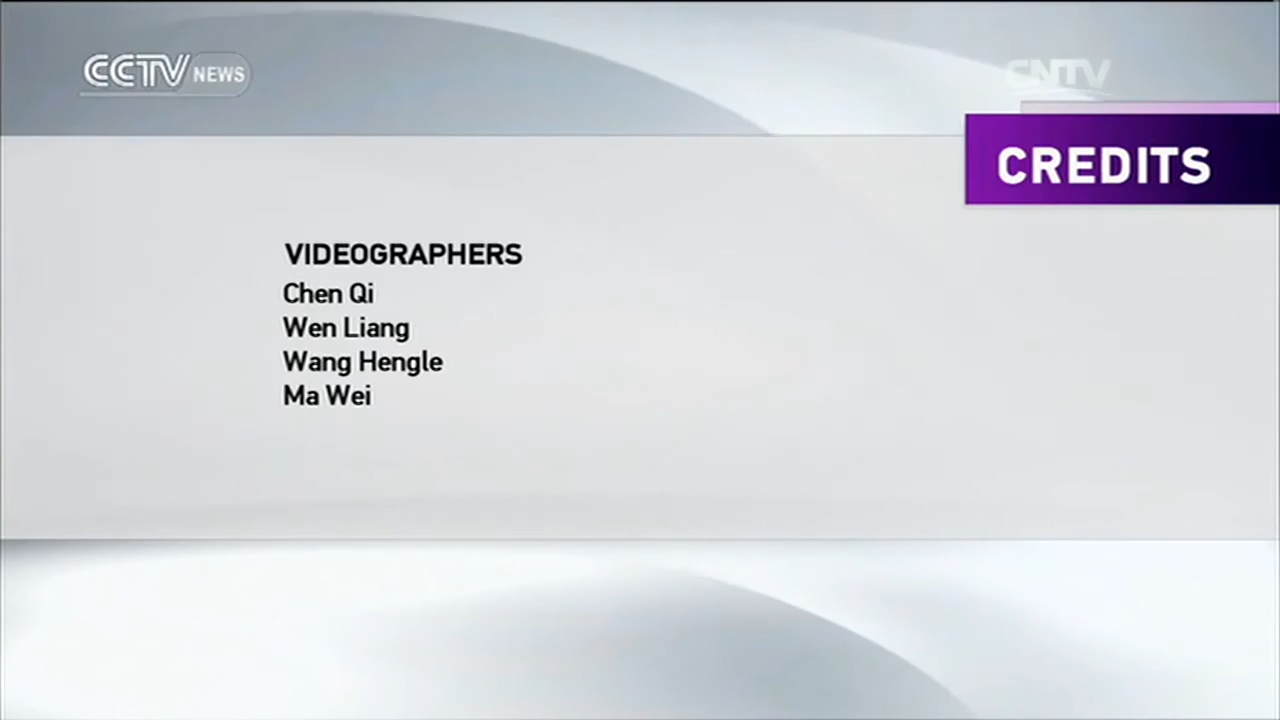 CCTV NEWS
CNTV
CREDITS
VIDEOGRAPHERS
Chen Qi
Wen Liang
Wang Hengle
Ma Wei